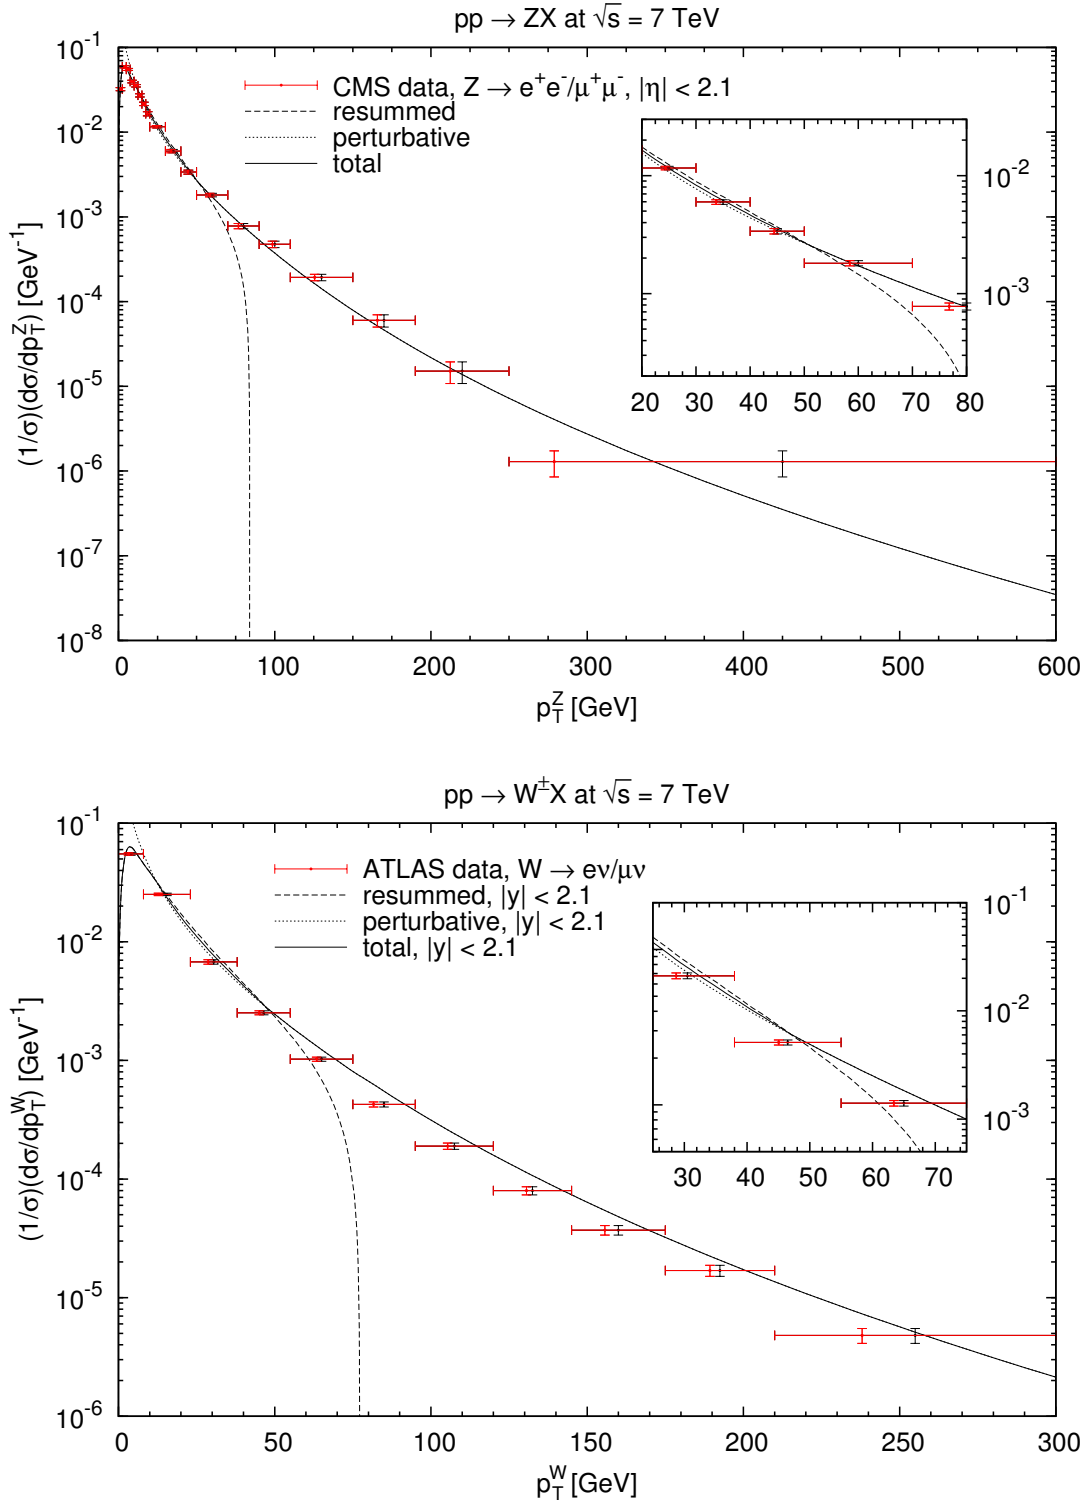 pp → ZX at √s = 7 TeV
10⁻¹
10⁻²
10⁻³
10⁻⁴
10⁻⁵
10⁻⁶
10⁻⁷
10⁻⁸
(1/σ)(dσ/dp_T^Z) [GeV⁻¹]
CMS data, Z → e⁺e⁻/μ⁺μ⁻, |η| < 2.1
resummed
perturbative
total
10⁻²
10⁻³
20 30 40 50 60 70 80
0 100 200 300 400 500 600
p_T^Z [GeV]
pp → W^±X at √s = 7 TeV
10⁻¹
10⁻²
10⁻³
10⁻⁴
10⁻⁵
10⁻⁶
(1/σ)(dσ/dp_T^W) [GeV⁻¹]
ATLAS data, W → eν/μν
resummed, |y| < 2.1
perturbative, |y| < 2.1
total, |y| < 2.1
10⁻¹
10⁻²
10⁻³
30 40 50 60 70
0 50 100 150 200 250 300
p_T^W [GeV]